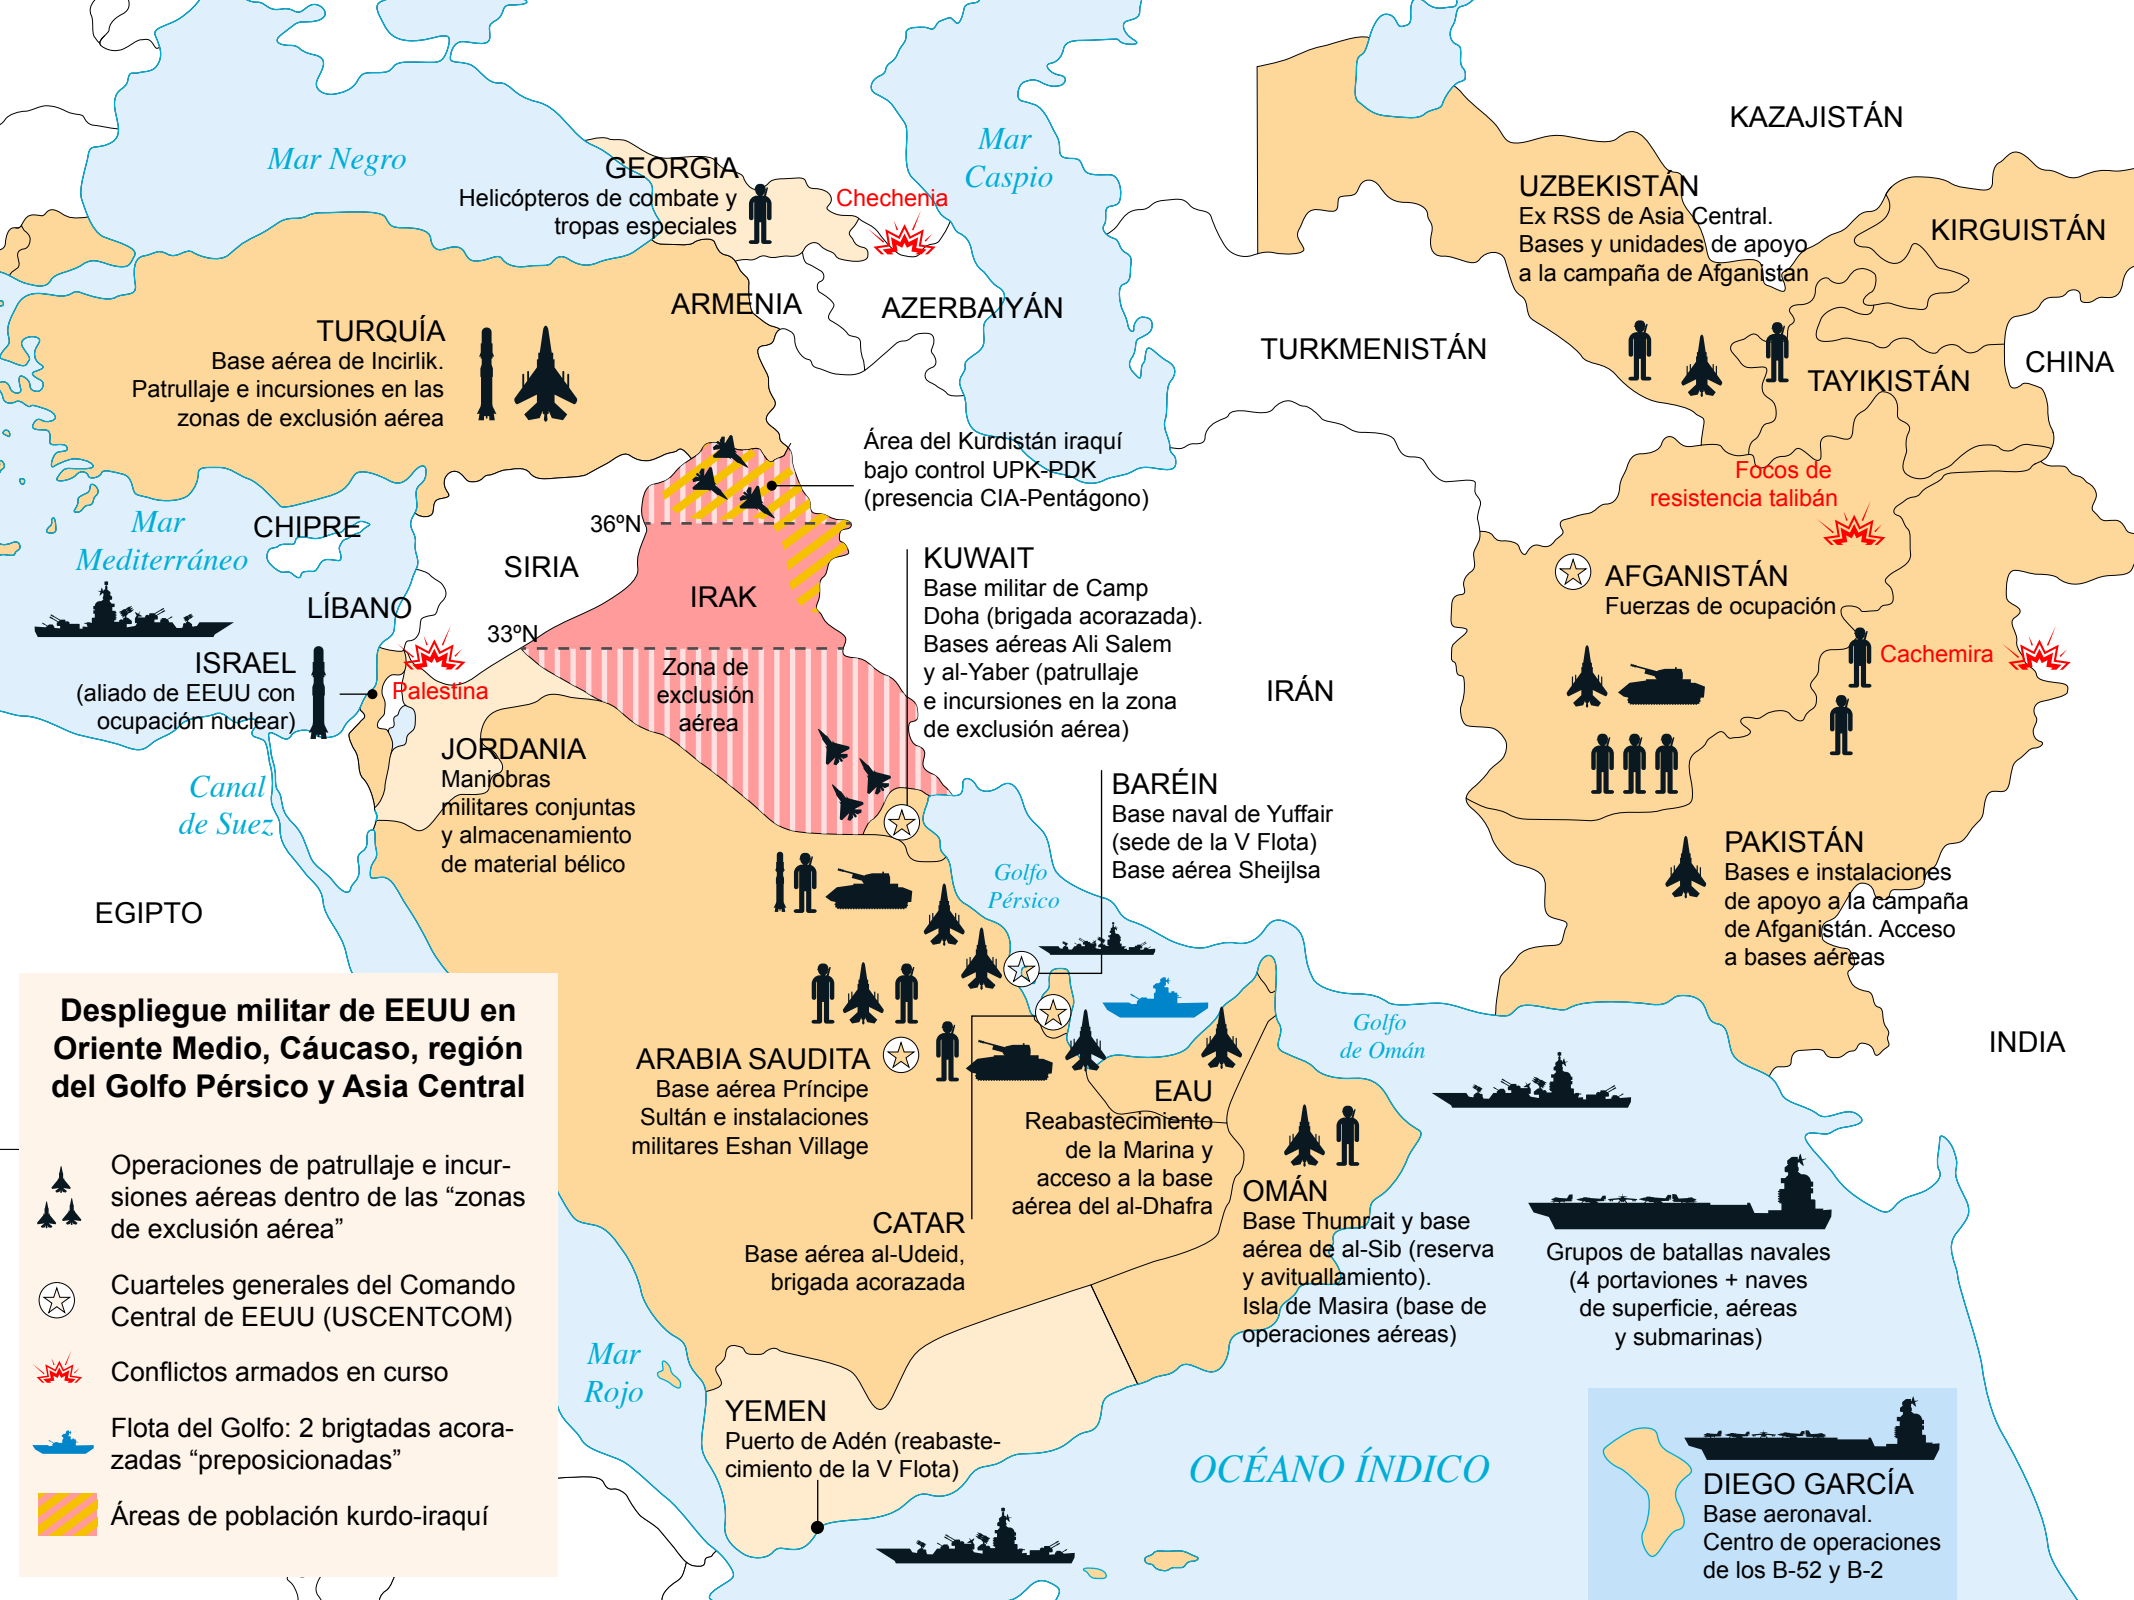 Mar Negro
Mar
Caspio
KAZAJISTÁN
GEORGIA
Helicópteros de combate y
tropas especiales
Chechenia
UZBEKISTÁN
Ex RSS de Asia Central.
Bases y unidades de apoyo
a la campaña de Afganistán
KIRGUISTÁN
ARMENIA
AZERBAIYÁN
TURQUÍA
Base aérea de Incirlik.
Patrullaje e incursiones en las
zonas de exclusión aérea
TURKMENISTÁN
TAYIKISTÁN
CHINA
Área del Kurdistán iraquí
bajo control UPK-PDK
(presencia CIA-Pentágono)
Focos de
resistencia talibán
Mar
Mediterráneo
CHIPRE
36ºN
SIRIA
IRAK
KUWAIT
Base militar de Camp
Doha (brigada acorazada).
Bases aéreas Ali Salem
y al-Yaber (patrullaje
e incursiones en la zona
de exclusión aérea)
AFGANISTÁN
Fuerzas de ocupación
LÍBANO
33ºN
ISRAEL
(aliado de EEUU con
ocupación nuclear)
Palestina
Zona de
exclusión
aérea
IRÁN
Cachemira
JORDANIA
Maniobras
militares conjuntas
y almacenamiento
de material bélico
Canal
de Suez
BARÉIN
Base naval de Yuffair
(sede de la V Flota)
Base aérea Sheijlsa
Golfo
Pérsico
PAKISTÁN
Bases e instalaciones
de apoyo a la campaña
de Afganistán. Acceso
a bases aéreas
EGIPTO
INDIA
Golfo
de Omán
ARABIA SAUDITA
Base aérea Príncipe
Sultán e instalaciones
militares Eshan Village
EAU
Reabastecimiento
de la Marina y
acceso a la base
aérea del al-Dhafra
CATAR
Base aérea al-Udeid,
brigada acorazada
OMÁN
Base Thumrait y base
aérea de al-Sib (reserva
y avituallamiento).
Isla de Masira (base de
operaciones aéreas)
Grupos de batallas navales
(4 portaviones + naves
de superficie, aéreas
y submarinas)
Mar
Rojo
YEMEN
Puerto de Adén (reabaste-
cimiento de la V Flota)
OCÉANO ÍNDICO
DIEGO GARCÍA
Base aeronaval.
Centro de operaciones
de los B-52 y B-2
Despliegue militar de EEUU en
Oriente Medio, Cáucaso, región
del Golfo Pérsico y Asia Central
Operaciones de patrullaje e incur-
siones aéreas dentro de las “zonas
de exclusión aérea”
Cuarteles generales del Comando
Central de EEUU (USCENTCOM)
Conflictos armados en curso
Flota del Golfo: 2 brigtadas acora-
zadas “preposicionadas”
Áreas de población kurdo-iraquí